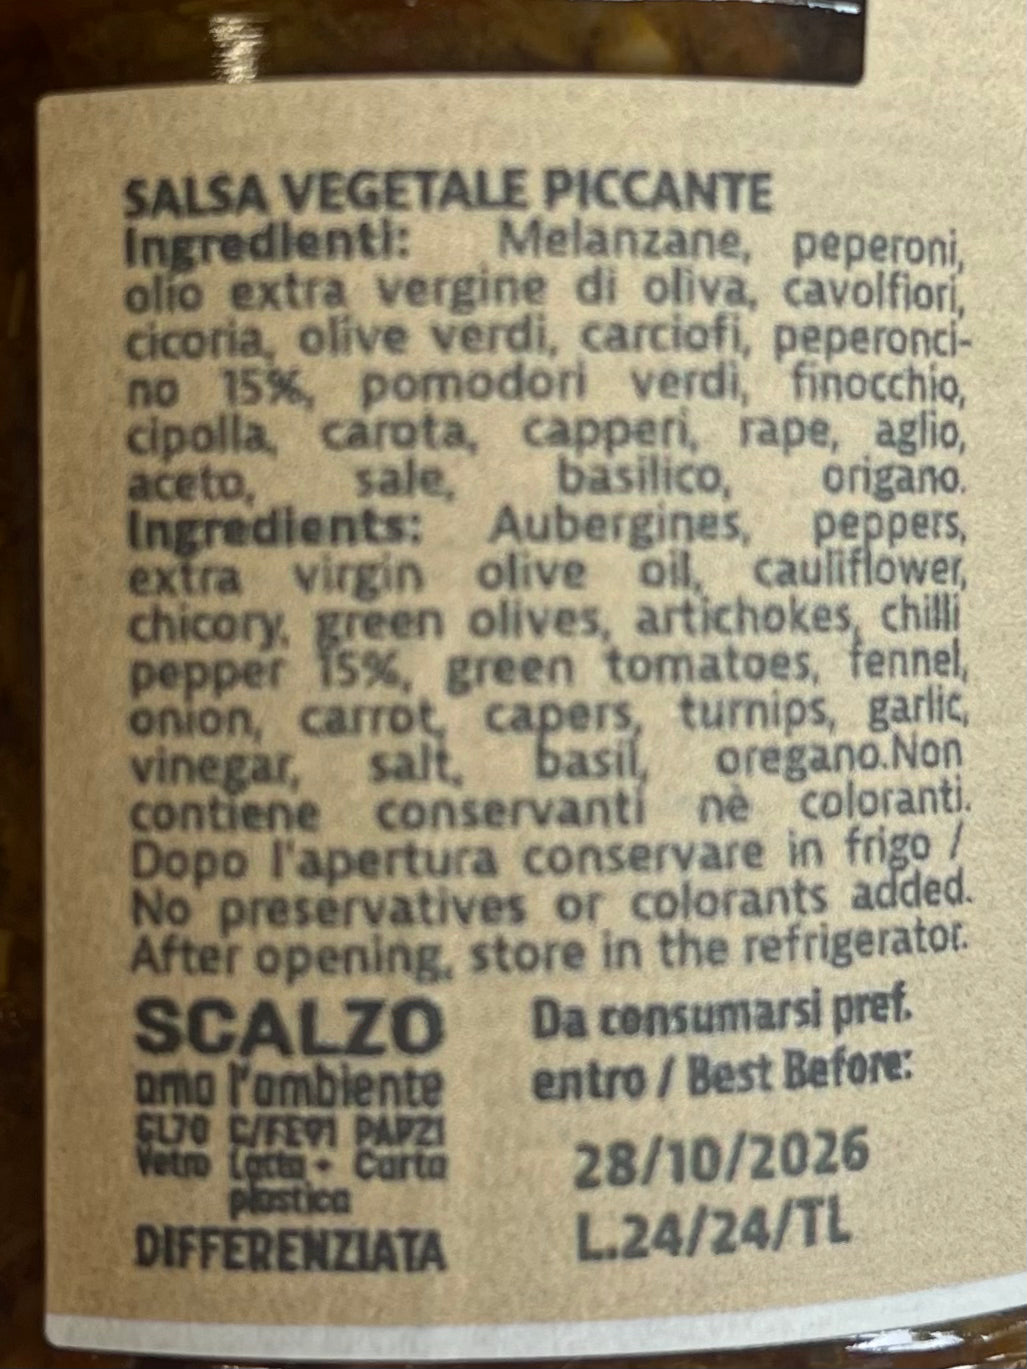 SALSA VEGETALE PICCANTE
Ingredienti: Melanzane, peperoni,
olio extra vergine di oliva, cavolfiori,
cicoria, olive verdi, carciofi, peperonci-
no 15%, pomodori verdi, finocchio,
cipolla, carota, capperi, rape, aglio,
aceto, sale, basilico, origano.
Ingredients: Aubergines, peppers,
extra virgin olive oil, cauliflower,
chicory, green olives, artichokes, chilli
pepper 15%, green tomatoes, fennel,
onion, carrot, capers, turnips, garlic,
vinegar, salt, basil, oregano.Non
contiene conservanti nè coloranti.
Dopo l'apertura conservare in frigo /
No preservatives or colorants added.
After opening, store in the refrigerator.
SCALZO
ama l'ambiente
GL70 C/FE91 PAP21
Vetro Latta - Carta
plastica
DIFFERENZIATA
Da consumarsi pref.
entro / Best Before:
28/10/2026
L.24/24/TL